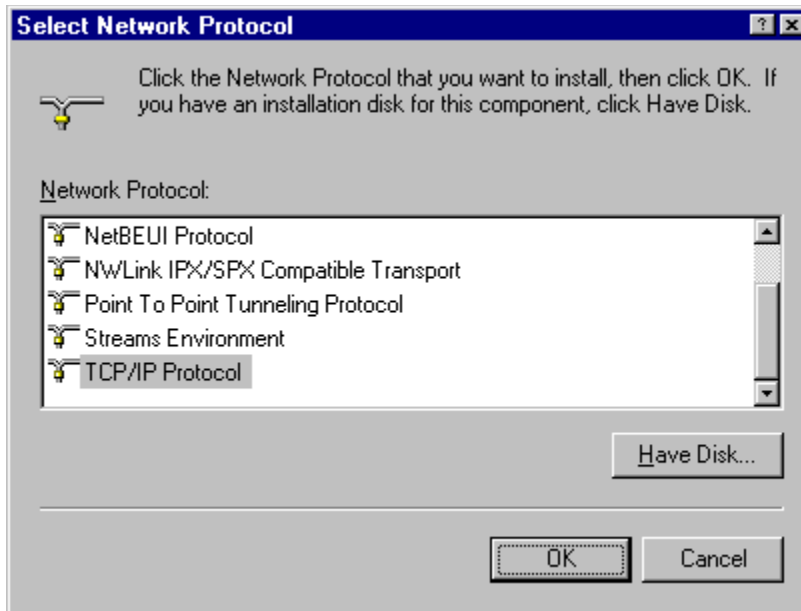 Select Network Protocol
Click the Network Protocol that you want to install, then click OK. If
you have an installation disk for this component, click Have Disk.
Network Protocol:
NetBEUI Protocol
NWLink IPX/SPX Compatible Transport
Point To Point Tunneling Protocol
Streams Environment
TCP/IP Protocol
Have Disk...
OK
Cancel